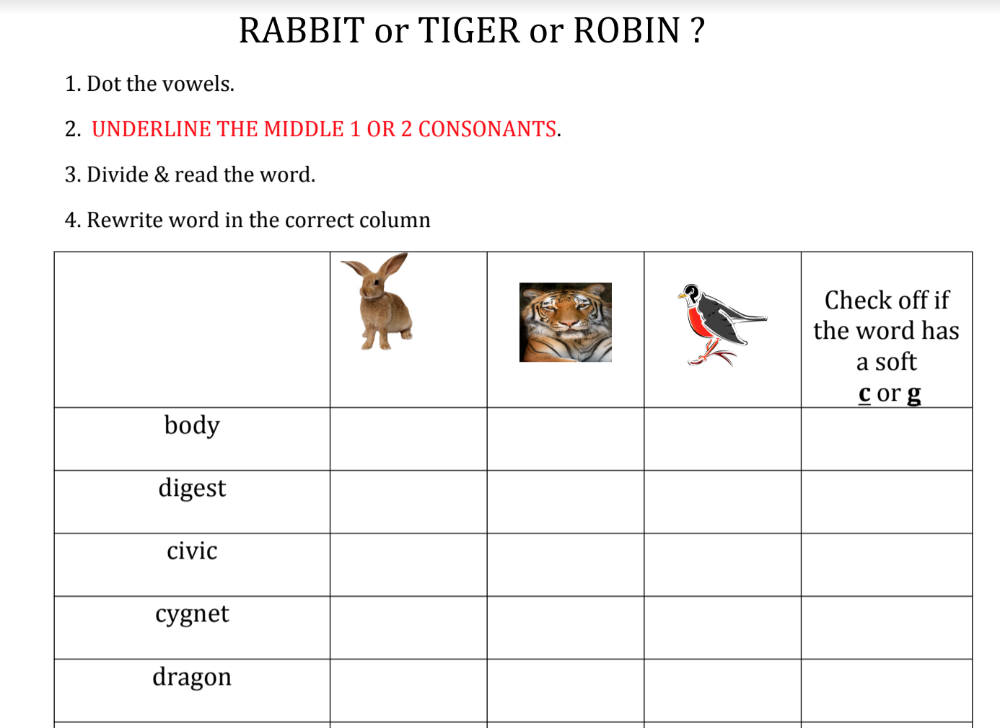 RABBIT or TIGER or ROBIN ?
1. Dot the vowels.
2. UNDERLINE THE MIDDLE 1 OR 2 CONSONANTS.
3. Divide & read the word.
4. Rewrite word in the correct column
Check off if
the word has
a soft
c or g
body
digest
civic
cygnet
dragon